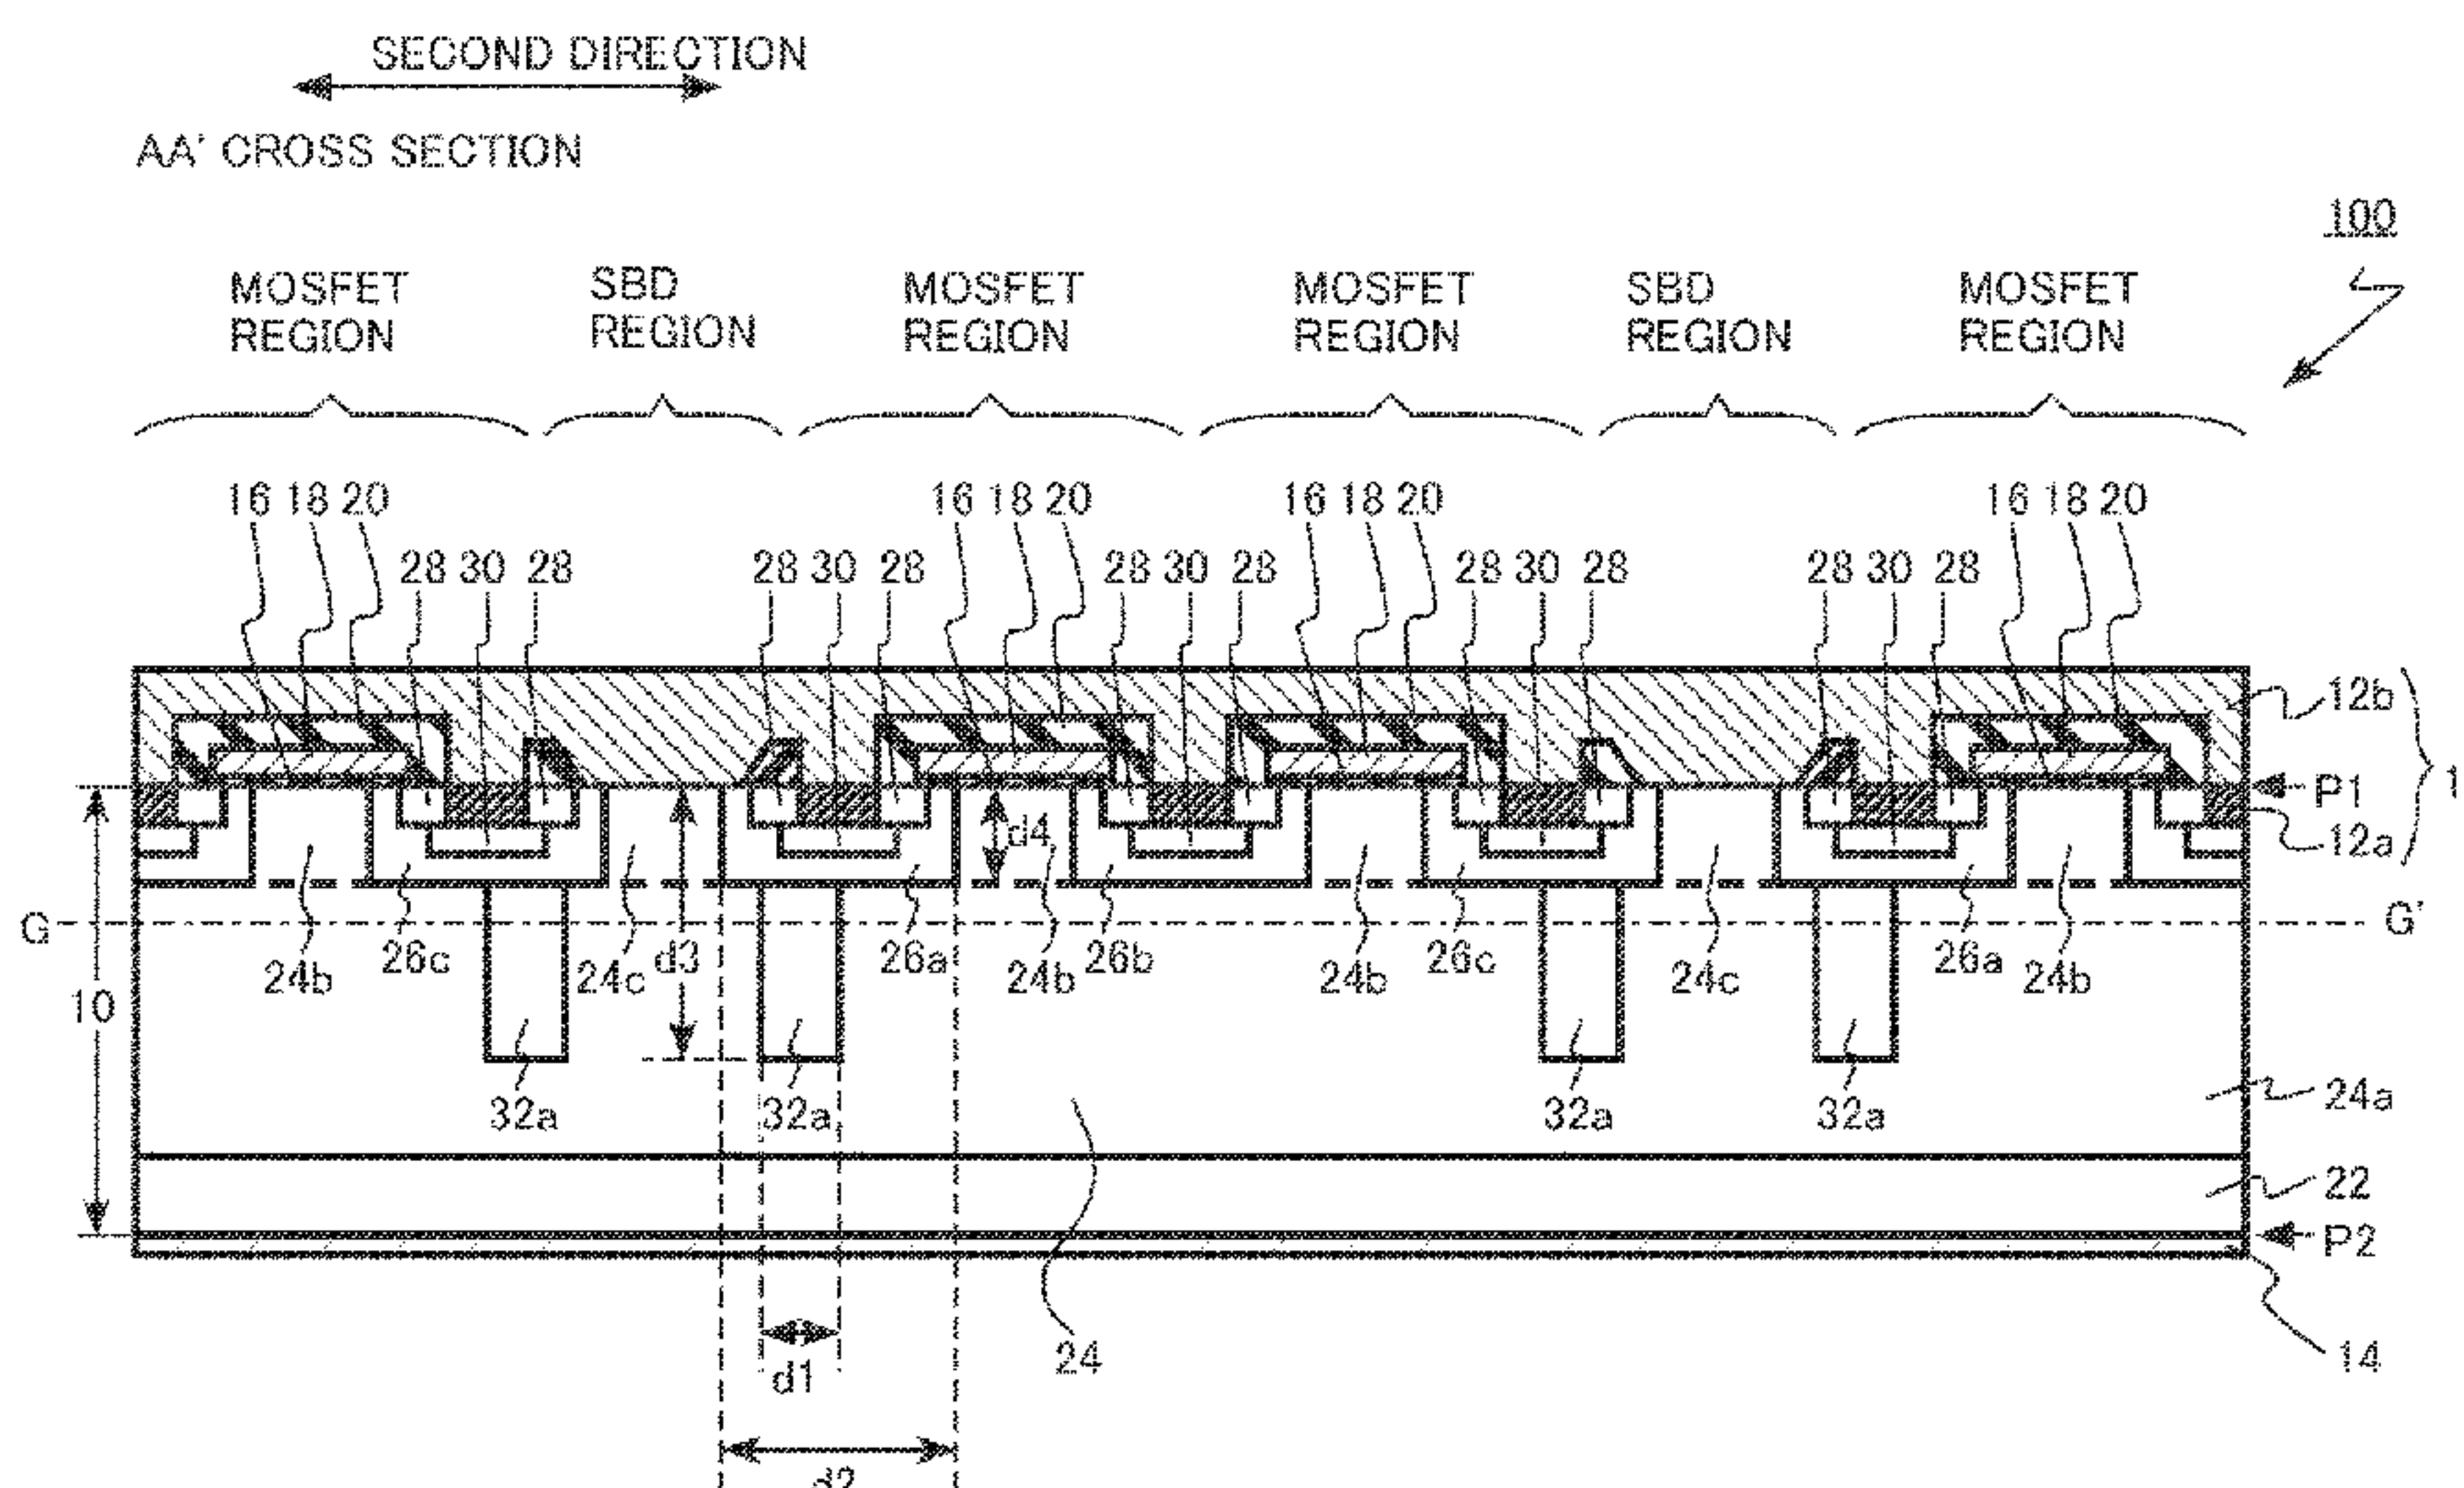 SECOND DIRECTION
AA' CROSS SECTION
100
MOSFET REGION SBD REGION MOSFET REGION MOSFET REGION SBD REGION MOSFET REGION
16 18 20 16 18 20 16 18 20 16 18 20
28 30 28 28 30 28 28 30 28 28 30 28 28 30 28
12b
P1
1
d4
12a
G G'
26c 26a 26b 26c 26a
24b 24c d3 24b 24b 24c 24b
10
24a
32a 32a 32a 32a
22
P2
24 14
d1
d2